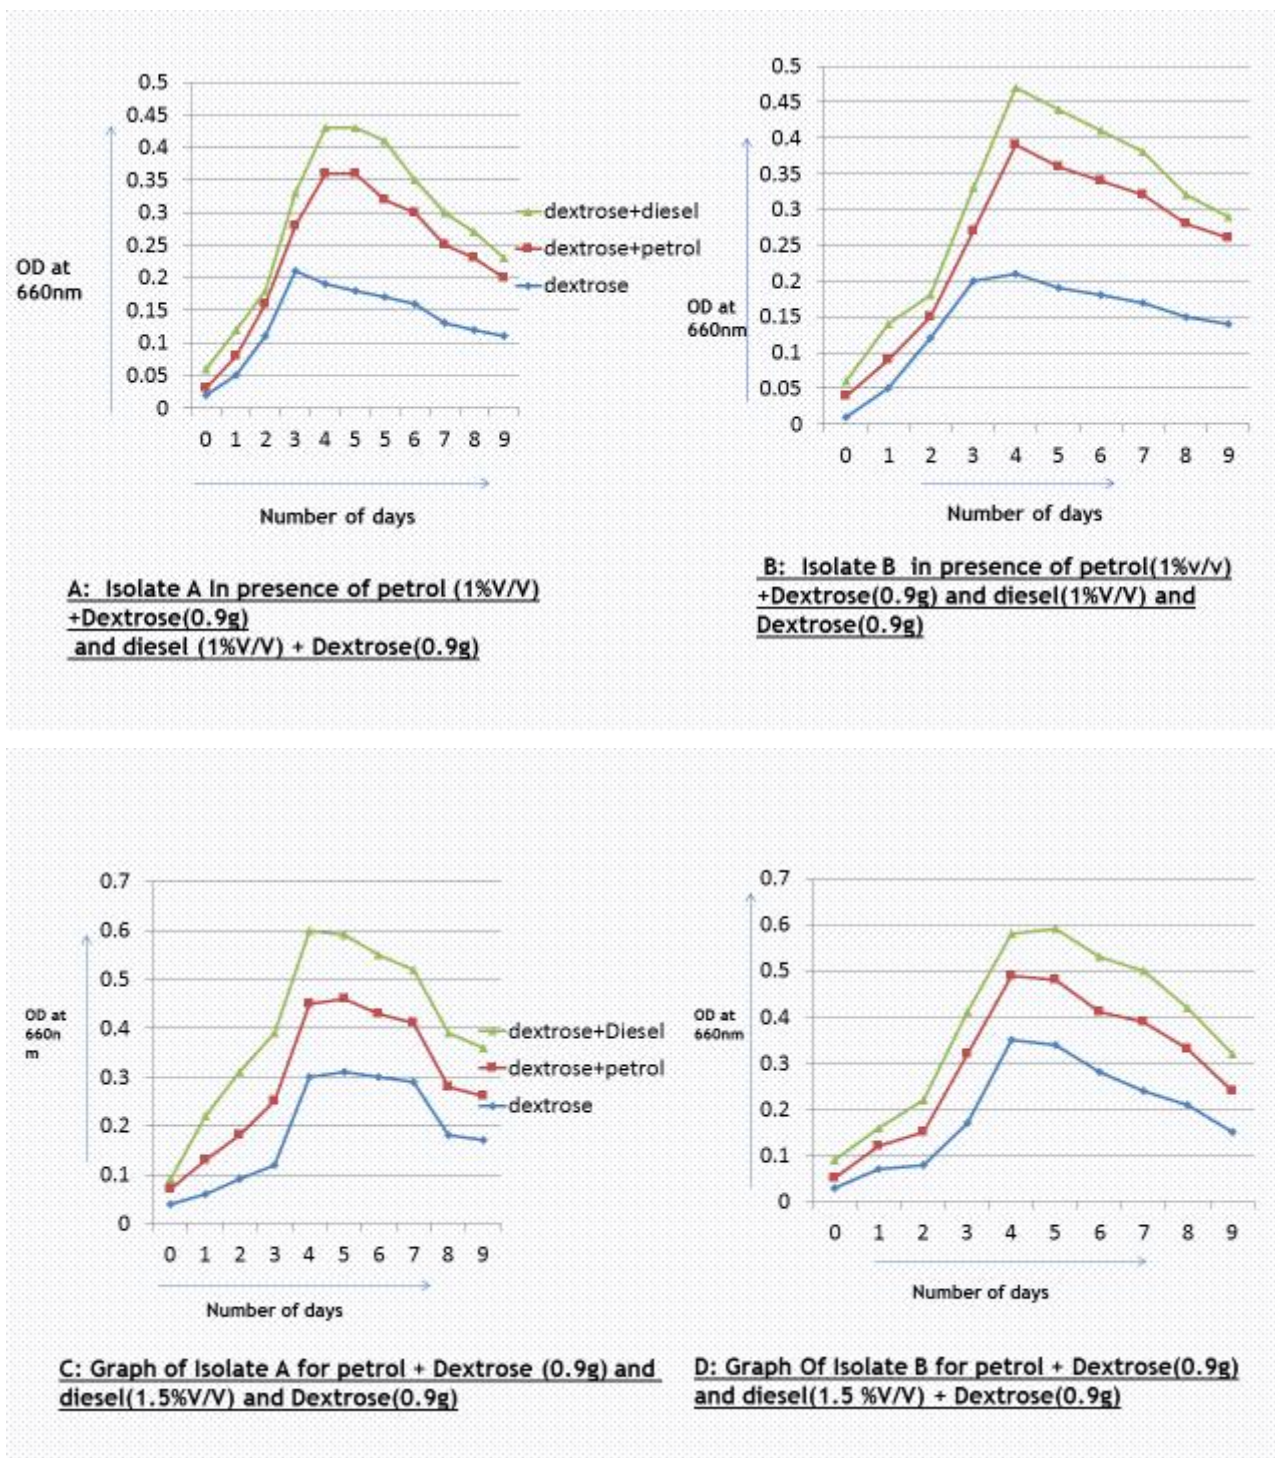 0.5
0.45
0.4
0.35
0.3
0.25
0.2
0.15
0.1
0.05
0
OD at
660nm
0 1 2 3 4 5 5 6 7 8 9
Number of days
dextrose+diesel
dextrose+petrol
dextrose
A: Isolate A In presence of petrol (1%V/V)
+Dextrose(0.9g)
and diesel (1%V/V) + Dextrose(0.9g)
0.5
0.45
0.4
0.35
0.3
0.25
0.2
0.15
0.1
0.05
0
OD at
660nm
0 1 2 3 4 5 6 7 8 9
Number of days
B: Isolate B in presence of petrol(1%v/v)
+Dextrose(0.9g) and diesel(1%V/V) and
Dextrose(0.9g)
0.7
0.6
0.5
0.4
0.3
0.2
0.1
0
OD at
660n
m
0 1 2 3 4 5 6 7 8 9
Number of days
dextrose+Diesel
dextrose+petrol
dextrose
C: Graph of Isolate A for petrol + Dextrose (0.9g) and
diesel(1.5%V/V) and Dextrose(0.9g)
0.7
0.6
0.5
0.4
0.3
0.2
0.1
0
OD at
660nm
0 1 2 3 4 5 6 7 8 9
Number of days
D: Graph Of Isolate B for petrol + Dextrose(0.9g)
and diesel(1.5 %V/V) + Dextrose(0.9g)